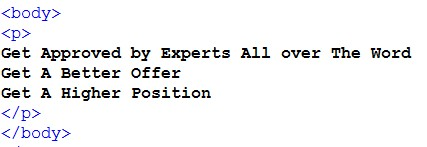 <body>
<p>
Get Approved by Experts All over The Word
Get A Better Offer
Get A Higher Position
</p>
</body>